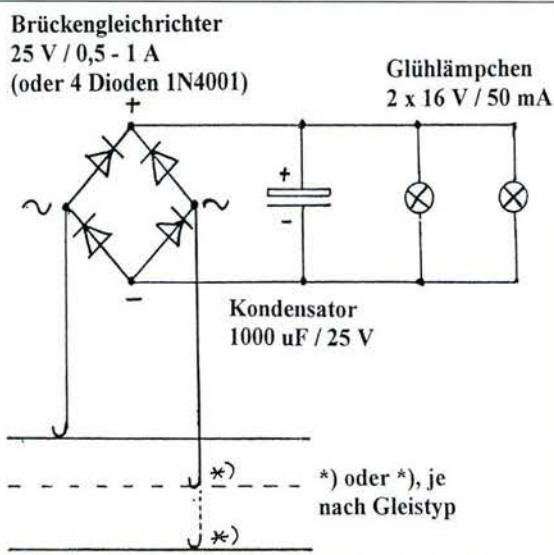 Brückengleichrichter
25 V / 0,5 - 1 A
(oder 4 Dioden 1N4001)
Glühlämpchen
2 x 16 V / 50 mA
+
~ ~
+
-
-
Kondensator
1000 uF / 25 V
*)
*) oder *), je
nach Gleistyp
*)